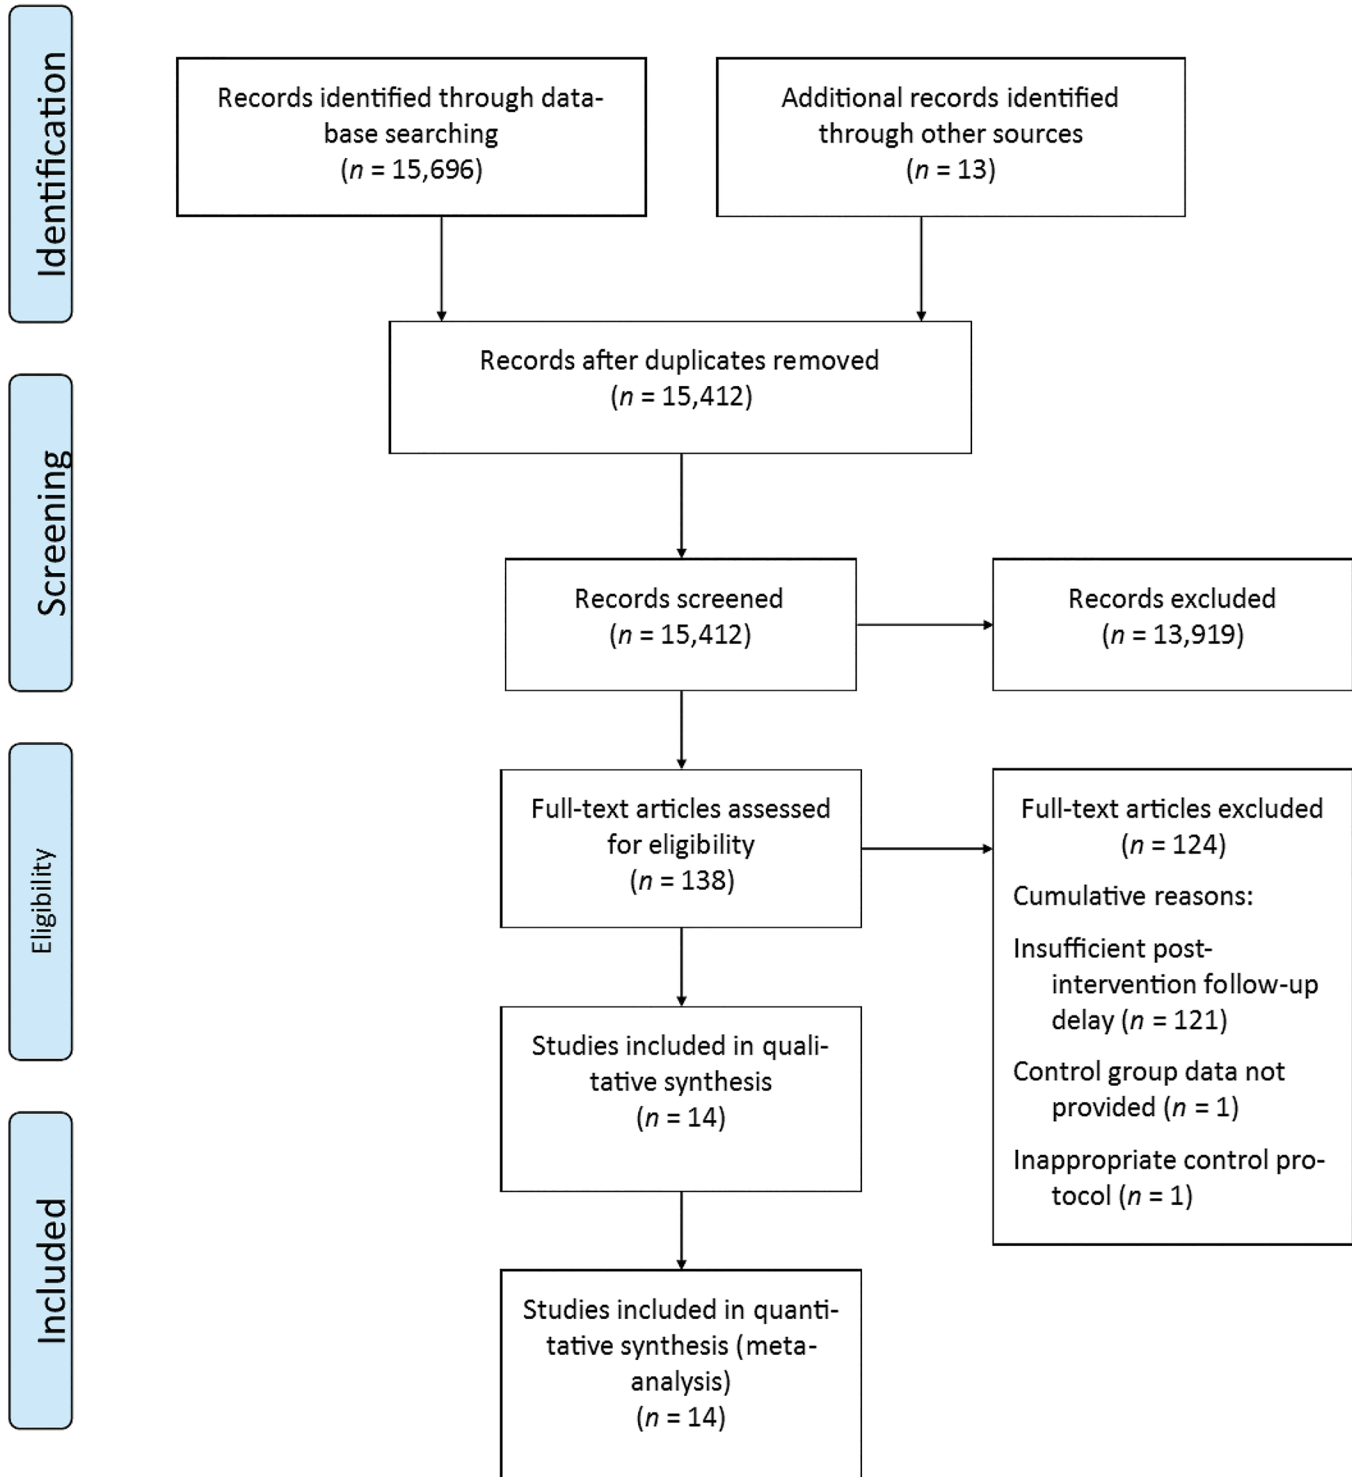 Identification
Records identified through data-
base searching
(n = 15,696)
Additional records identified
through other sources
(n = 13)
Records after duplicates removed
(n = 15,412)
Screening
Records screened
(n = 15,412)
Records excluded
(n = 13,919)
Eligibility
Full-text articles assessed
for eligibility
(n = 138)
Full-text articles excluded
(n = 124)
Cumulative reasons:
Insufficient post-
intervention follow-up
delay (n = 121)
Control group data not
provided (n = 1)
Inappropriate control pro-
tocol (n = 1)
Studies included in quali-
tative synthesis
(n = 14)
Included
Studies included in quanti-
tative synthesis (meta-
analysis)
(n = 14)